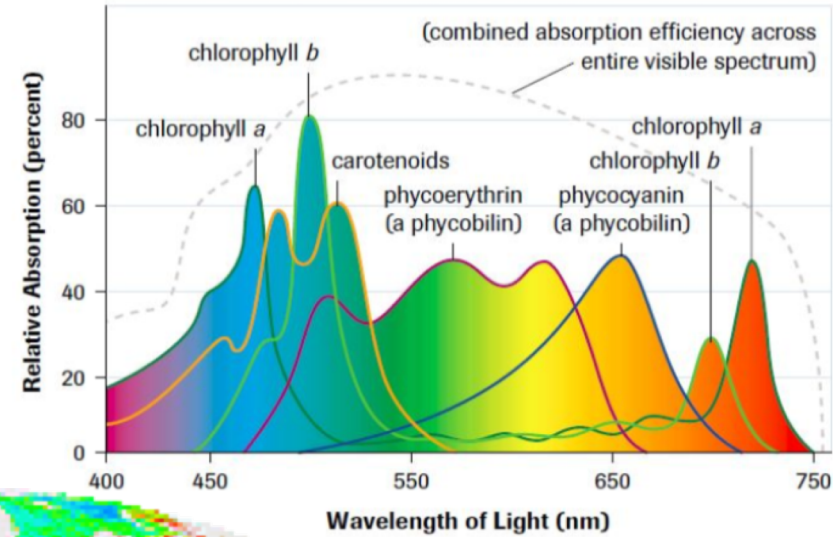 (combined absorption efficiency across
entire visible spectrum)
chlorophyll b
chlorophyll a
carotenoids
phycoerythrin
(a phycobilin)
phycocyanin
(a phycobilin)
chlorophyll a
chlorophyll b
Relative Absorption (percent)
80
60
40
20
0
400 450 550 650 750
Wavelength of Light (nm)